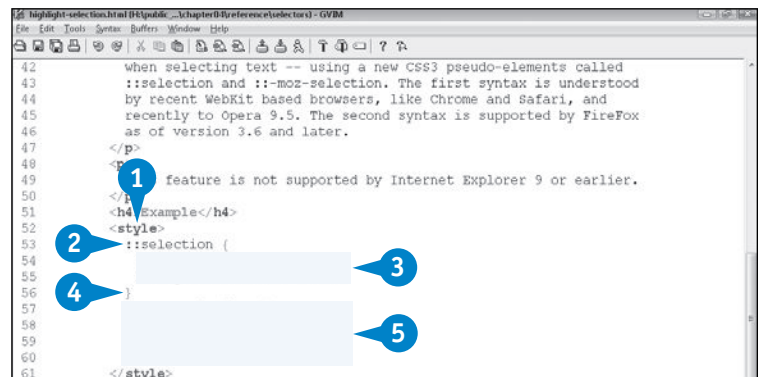 highlight-selection.html (H:\public_...\chapter04\reference\selectors) - GVIM
File Edit Tools Syntax Buffers Window Help
42 when selecting text -- using a new CSS3 pseudo-elements called
43 ::selection and ::-moz-selection. The first syntax is understood
44 by recent WebKit based browsers, like Chrome and Safari, and
45 recently to Opera 9.5. The second syntax is supported by FireFox
46 as of version 3.6 and later.
47 </p>
48 <p
49 feature is not supported by Internet Explorer 9 or earlier.
50 </p
1
51 <h4 Example</h4>
52 <style>
2
53 ::selection {
54
3
55
4
56 }
57
58
5
59
60
61 </style>